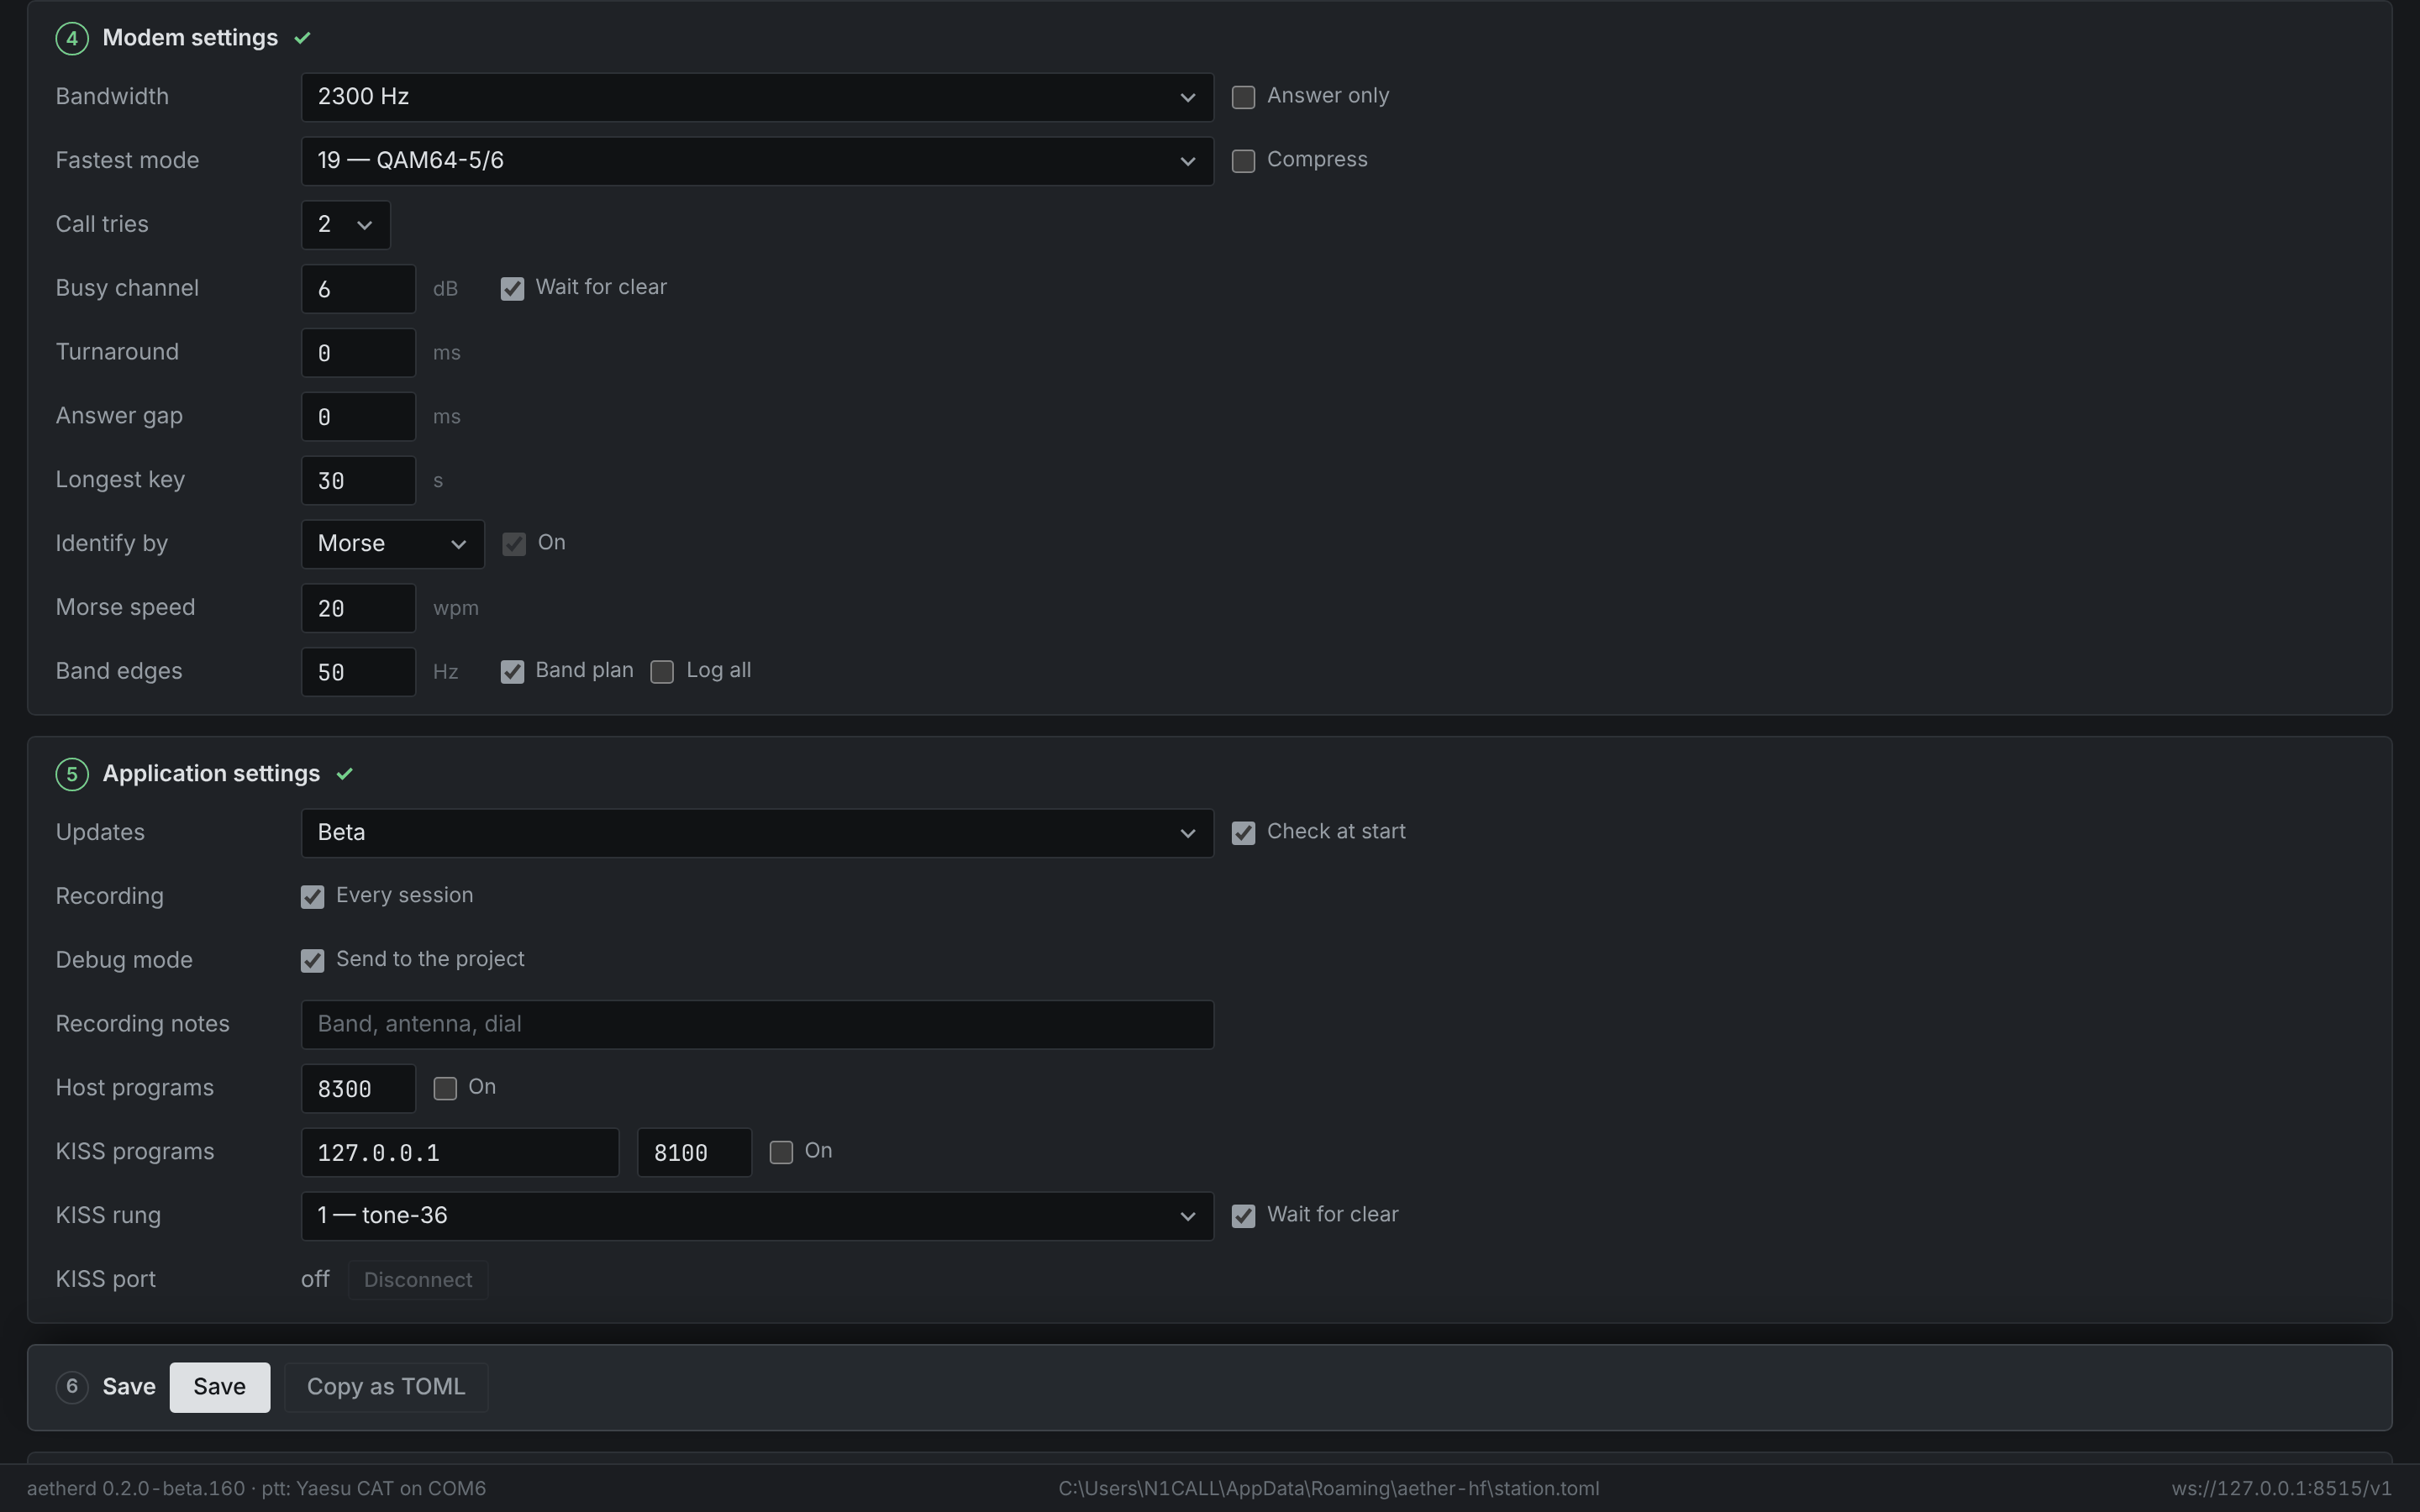 4 Modem settings
Bandwidth 2300 Hz Answer only
Fastest mode 19 — QAM64-5/6 Compress
Call tries 2
Busy channel 6 dB Wait for clear
Turnaround 0 ms
Answer gap 0 ms
Longest key 30 s
Identify by Morse On
Morse speed 20 wpm
Band edges 50 Hz Band plan Log all
5 Application settings
Updates Beta Check at start
Recording Every session
Debug mode Send to the project
Recording notes Band, antenna, dial
Host programs 8300 On
KISS programs 127.0.0.1 8100 On
KISS rung 1 — tone-36 Wait for clear
KISS port off Disconnect
6 Save Save Copy as TOML
aetherd 0.2.0-beta.160 · ptt: Yaesu CAT on COM6 C:\Users\N1CALL\AppData\Roaming\aether-hf\station.toml ws://127.0.0.1:8515/v1